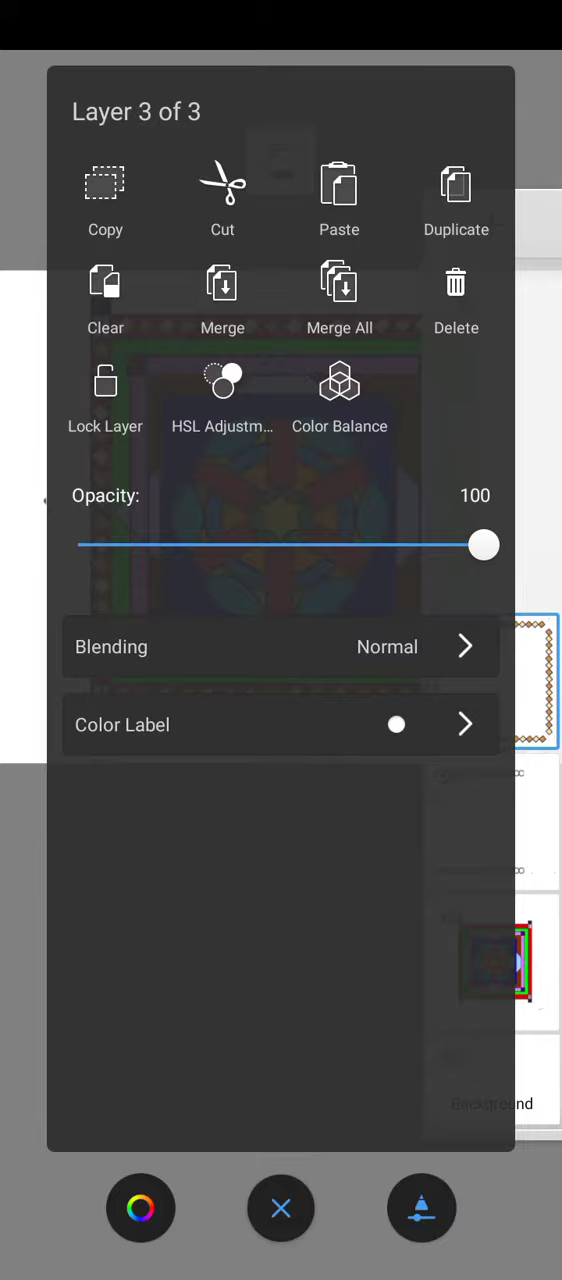 Layer 3 of 3
Copy Cut Paste Duplicate
Clear Merge Merge All Delete
Lock Layer HSL Adjustm... Color Balance
Opacity: 100
Blending Normal
Color Label
Background